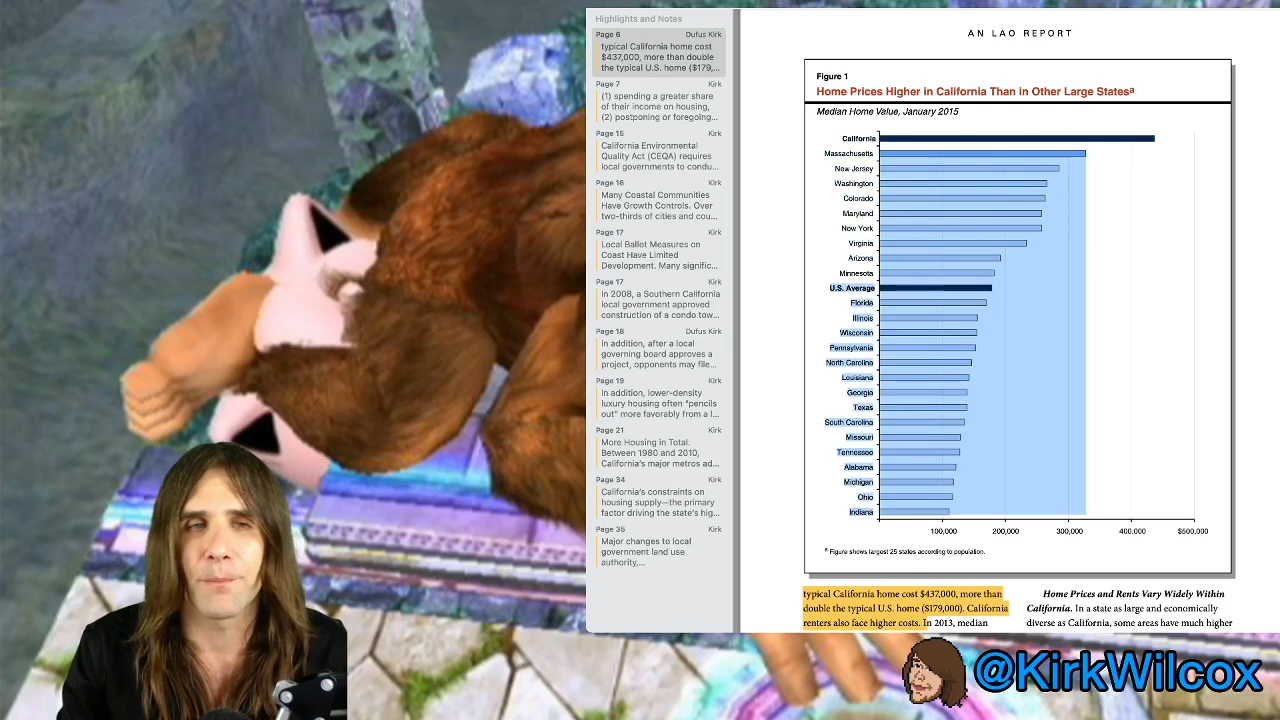 Highlights and Notes
Page 6 Dufus Kirk
typical California home cost
$437,000, more than double
the typical U.S. home ($179,...
Page 7 Kirk
(1) spending a greater share
of their income on housing,
(2) postponing or foregoing...
Page 15 Kirk
California Environmental
Quality Act (CEQA) requires
local governments to condu...
Page 16 Kirk
Many Coastal Communities
Have Growth Controls. Over
two-thirds of cities and cou...
Page 17 Kirk
Local Ballot Measures on
Coast Have Limited
Development. Many signific...
Page 17 Kirk
In 2008, a Southern California
local government approved
construction of a condo tow...
Page 18 Dufus Kirk
In addition, after a local
governing board approves a
project, opponents may file...
Page 19 Kirk
In addition, lower-density
luxury housing often “pencils
out” more favorably from a l...
Page 21 Kirk
More Housing in Total.
Between 1980 and 2010,
California's major metros ad...
Page 34 Kirk
California's constraints on
housing supply—the primary
factor driving the state's hig...
Page 35 Kirk
Major changes to local
government land use
authority,...
AN LAO REPORT
Figure 1
Home Prices Higher in California Than in Other Large Statesa
Median Home Value, January 2015
California
Massachusetts
New Jersey
Washington
Colorado
Maryland
New York
Virginia
Arizona
Minnesota
U.S. Average
Florida
Illinois
Wisconsin
Pennsylvania
North Carolina
Louisiana
Georgia
Texas
South Carolina
Missouri
Tennessee
Alabama
Michigan
Ohio
Indiana
100,000 200,000 300,000 400,000 $500,000
a Figure shows largest 25 states according to population.
typical California home cost $437,000, more than
double the typical U.S. home ($179,000). California
renters also face higher costs. In 2013, median
Home Prices and Rents Vary Widely Within
California. In a state as large and economically
diverse as California, some areas have much higher
@KirkWilcox